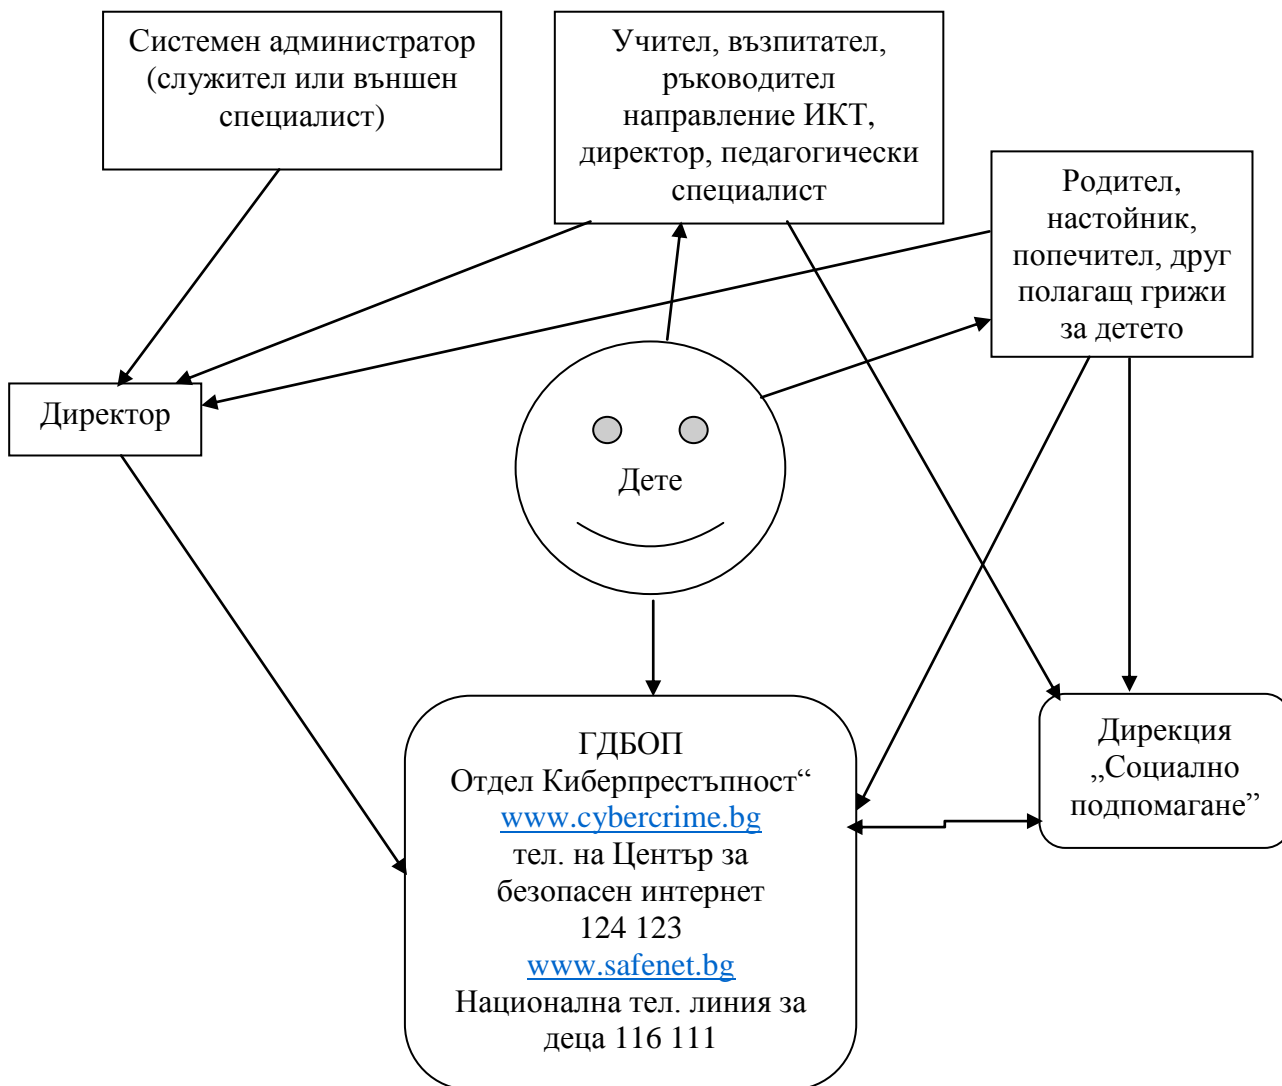 Системен администратор
(служител или външен
специалист)
Учител, възпитател,
ръководител
направление ИКТ,
директор, педагогически
специалист
Родител,
настойник,
попечител, друг
полагащ грижи
за детето
Директор
Дете
ГДБОП
Отдел Киберпрестъпност“
www.cybercrime.bg
тел. на Център за
безопасен интернет
124 123
www.safenet.bg
Национална тел. линия за
деца 116 111
Дирекция
„Социално
подпомагане”